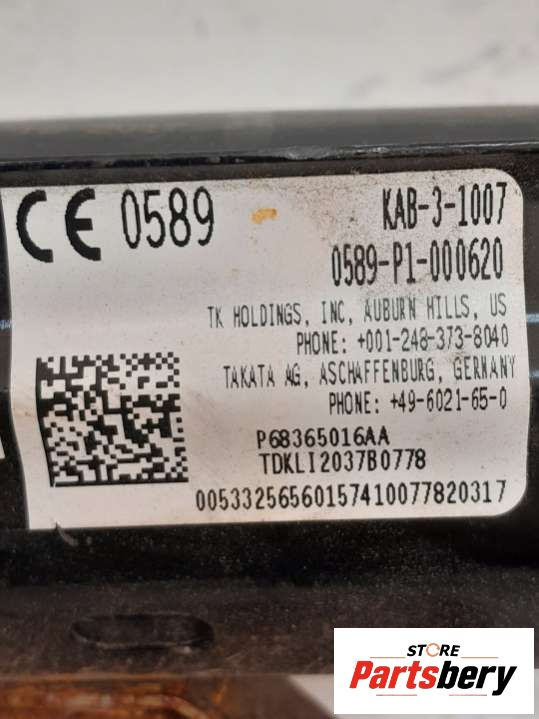 CE 0589
KAB-3-1007
0589-P1-000620
TK HOLDINGS, INC, AUBURN HILLS, US
PHONE: +001-248-373-8040
TAKATA AG, ASCHAFFENBURG, GERMANY
PHONE: +49-6021-65-0
P68365016AA
TDKLI2037B0778
00533256560157410077820317
STORE
Partsbery